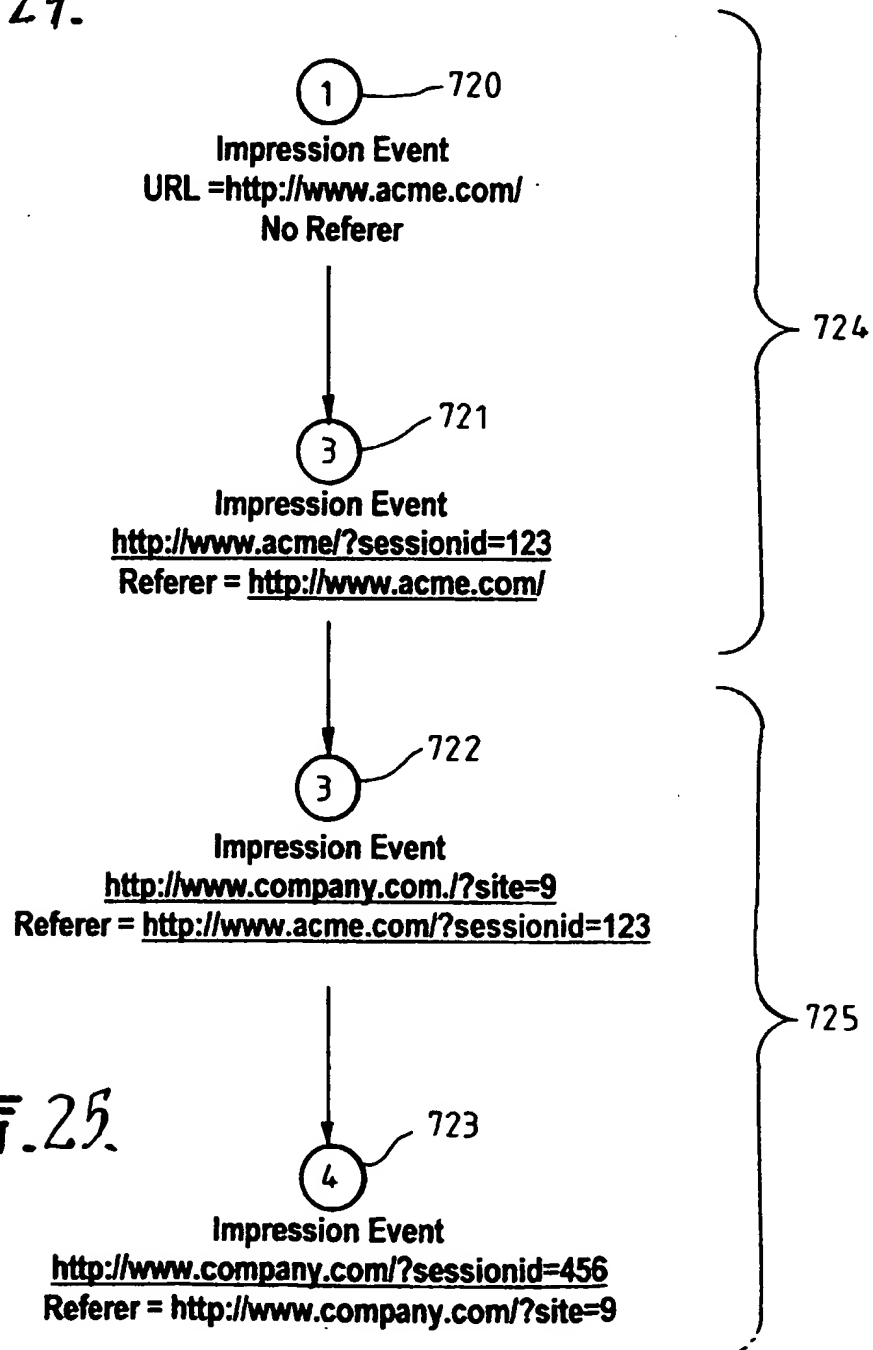 1 720
Impression Event
URL =http://www.acme.com/
No Referer
724
3 721
Impression Event
http://www.acme/?sessionid=123
Referer = http://www.acme.com/
3 722
Impression Event
http://www.company.com./?site=9
Referer = http://www.acme.com/?sessionid=123
725
.25.
4 723
Impression Event
http://www.company.com/?sessionid=456
Referer = http://www.company.com/?site=9